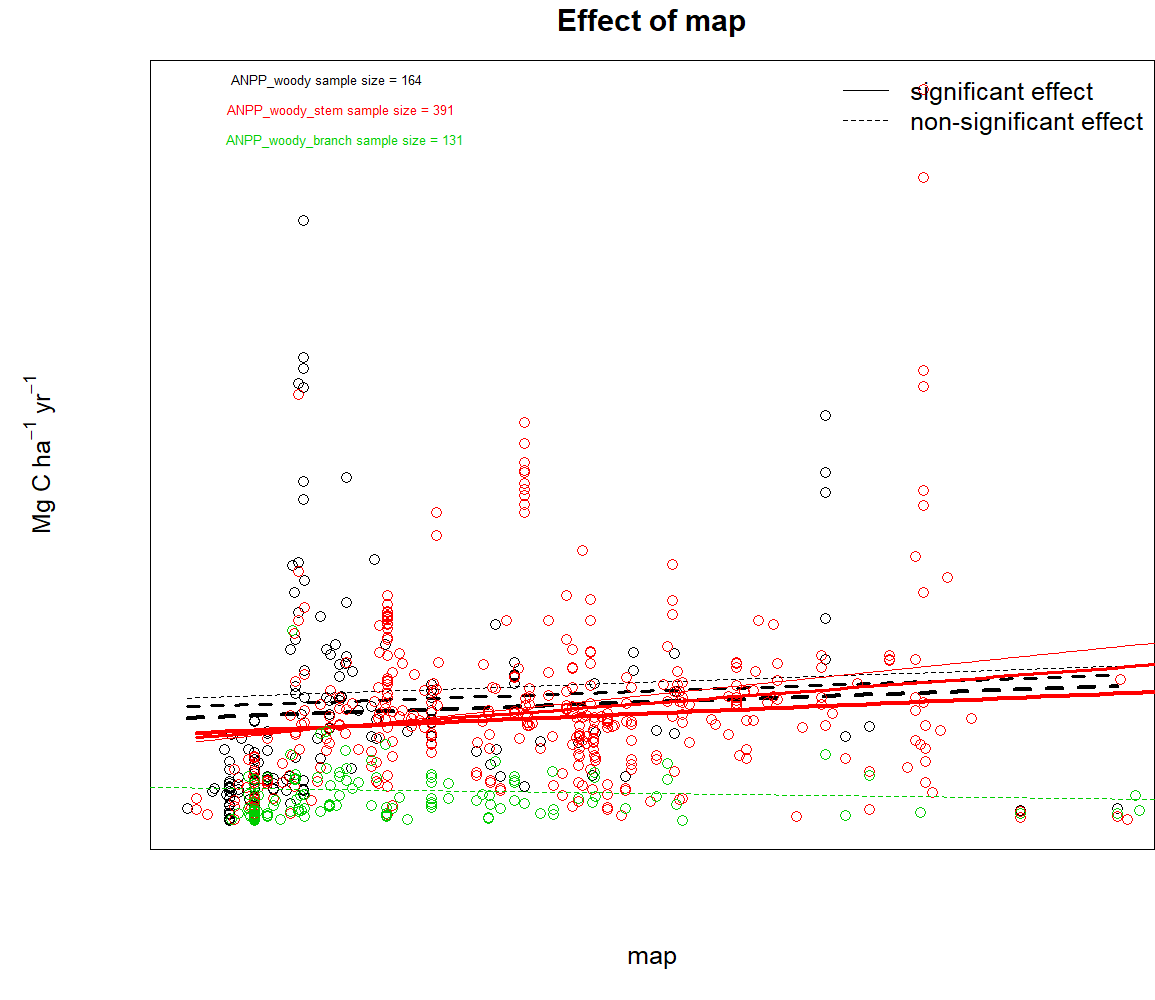 Effect of map
ANPP_woody sample size = 164
ANPP_woody_stem sample size = 391
ANPP_woody_branch sample size = 131
significant effect
non-significant effect
Mg C ha⁻¹ yr⁻¹
map